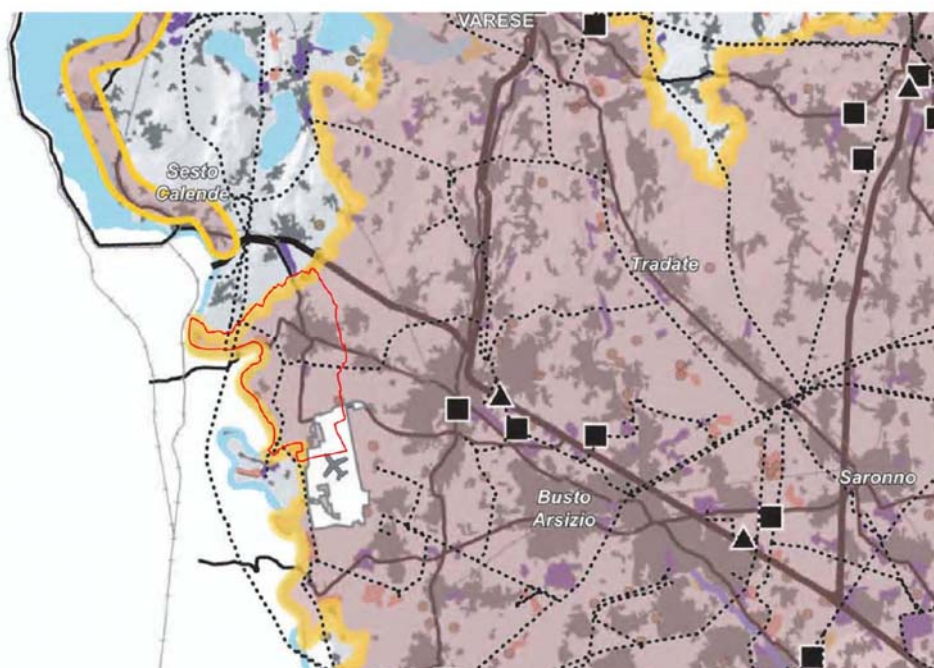 VARESE
Sesto
Calende
Tradate
Saronno
Busto
Arsizio